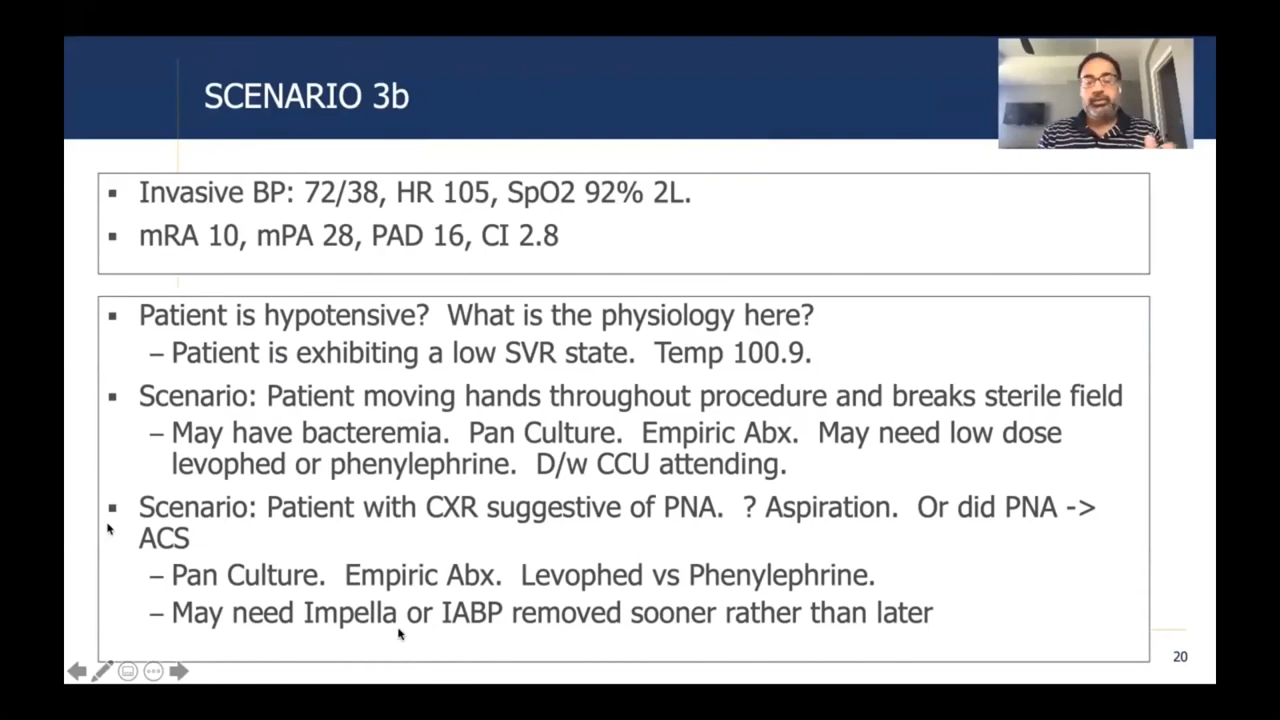 SCENARIO 3b
▪ Invasive BP: 72/38, HR 105, SpO2 92% 2L.
▪ mRA 10, mPA 28, PAD 16, CI 2.8
▪ Patient is hypotensive? What is the physiology here?
– Patient is exhibiting a low SVR state. Temp 100.9.
▪ Scenario: Patient moving hands throughout procedure and breaks sterile field
– May have bacteremia. Pan Culture. Empiric Abx. May need low dose
levophed or phenylephrine. D/w CCU attending.
▪ Scenario: Patient with CXR suggestive of PNA. ? Aspiration. Or did PNA ->
ACS
– Pan Culture. Empiric Abx. Levophed vs Phenylephrine.
– May need Impella or IABP removed sooner rather than later
20